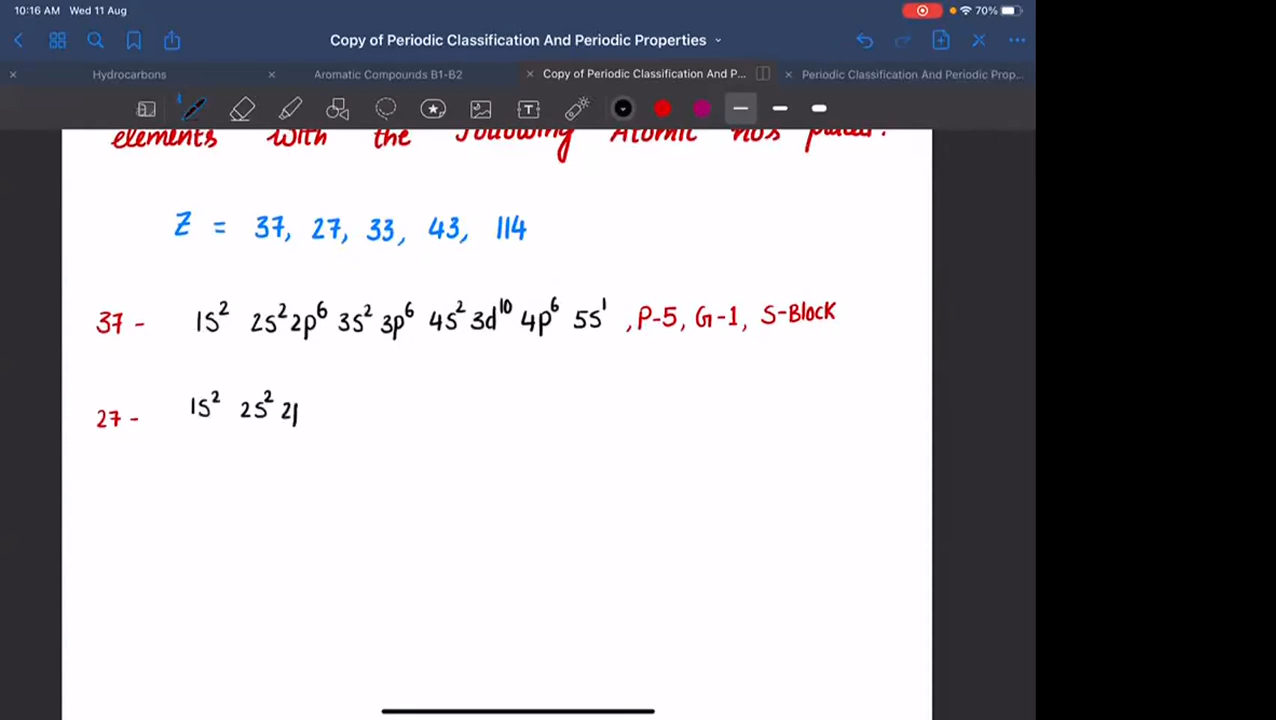 10:16 AM Wed 11 Aug 70%
Copy of Periodic Classification And Periodic Properties
Hydrocarbons Aromatic Compounds B1-B2 Copy of Periodic Classification And P... Periodic Classification And Periodic Prop...
elements with the following Atomic nos
Z = 37, 27, 33, 43, 114
37 - 1S² 2S² 2p⁶ 3S² 3p⁶ 4S² 3d¹⁰ 4p⁶ 5S¹ , P-5, G-1, S-Block
27 - 1S² 2S² 2